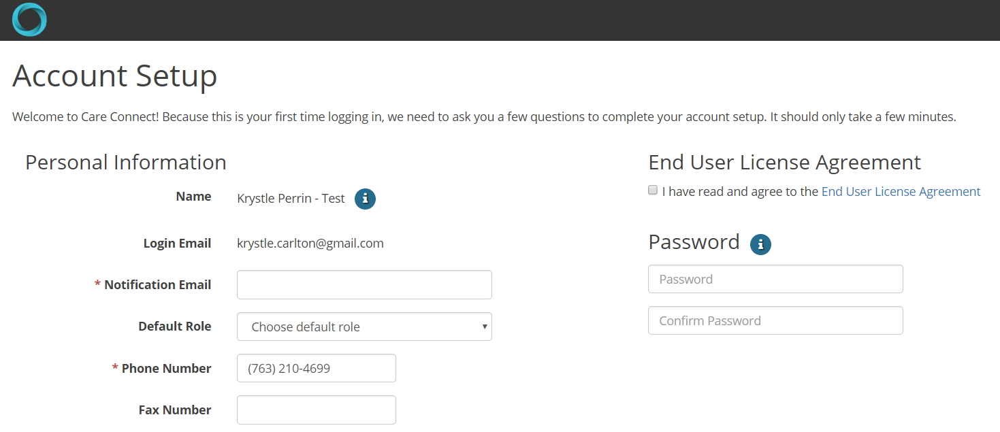 Account Setup
Welcome to Care Connect! Because this is your first time logging in, we need to ask you a few questions to complete your account setup. It should only take a few minutes.
Personal Information
Name Krystle Perrin - Test i
Login Email krystle.carlton@gmail.com
* Notification Email
Default Role Choose default role
* Phone Number (763) 210-4699
Fax Number
End User License Agreement
I have read and agree to the End User License Agreement
Password i
Password
Confirm Password